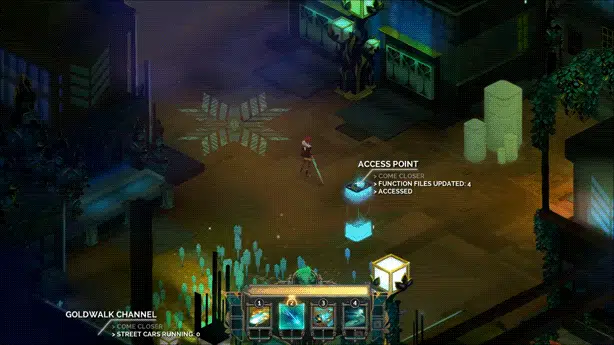 ACCESS POINT
> COME CLOSER
> FUNCTION FILES UPDATED: 4
> ACCESSED
1 2 3 4
GOLDWALK CHANNEL
> COME CLOSER
> STREET CARS RUNNING: 0